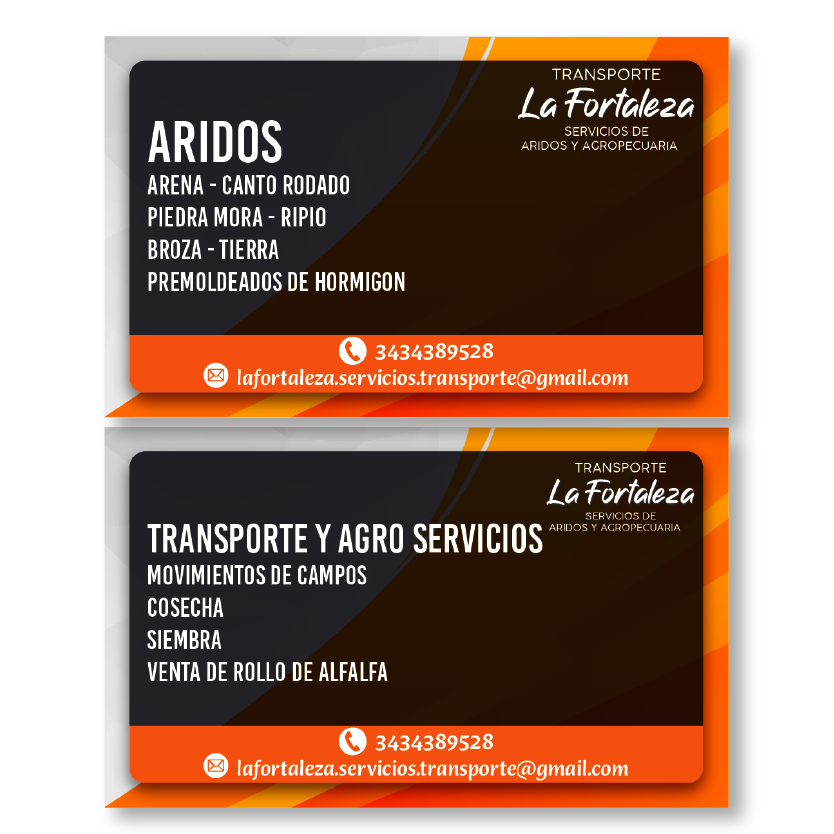 TRANSPORTE
La Fortaleza
SERVICIOS DE
ARIDOS Y AGROPECUARIA
ARIDOS
ARENA - CANTO RODADO
PIEDRA MORA - RIPIO
BROZA - TIERRA
PREMOLDEADOS DE HORMIGON
3434389528
lafortaleza.servicios.transporte@gmail.com
TRANSPORTE
La Fortaleza
SERVICIOS DE
ARIDOS Y AGROPECUARIA
TRANSPORTE Y AGRO SERVICIOS
MOVIMIENTOS DE CAMPOS
COSECHA
SIEMBRA
VENTA DE ROLLO DE ALFALFA
3434389528
lafortaleza.servicios.transporte@gmail.com